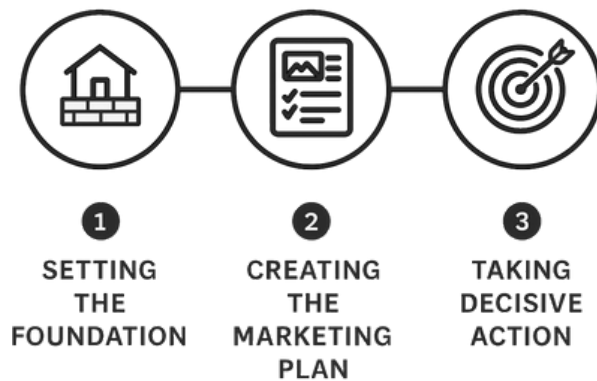 1
SETTING
THE
FOUNDATION
2
CREATING
THE
MARKETING
PLAN
3
TAKING
DECISIVE
ACTION